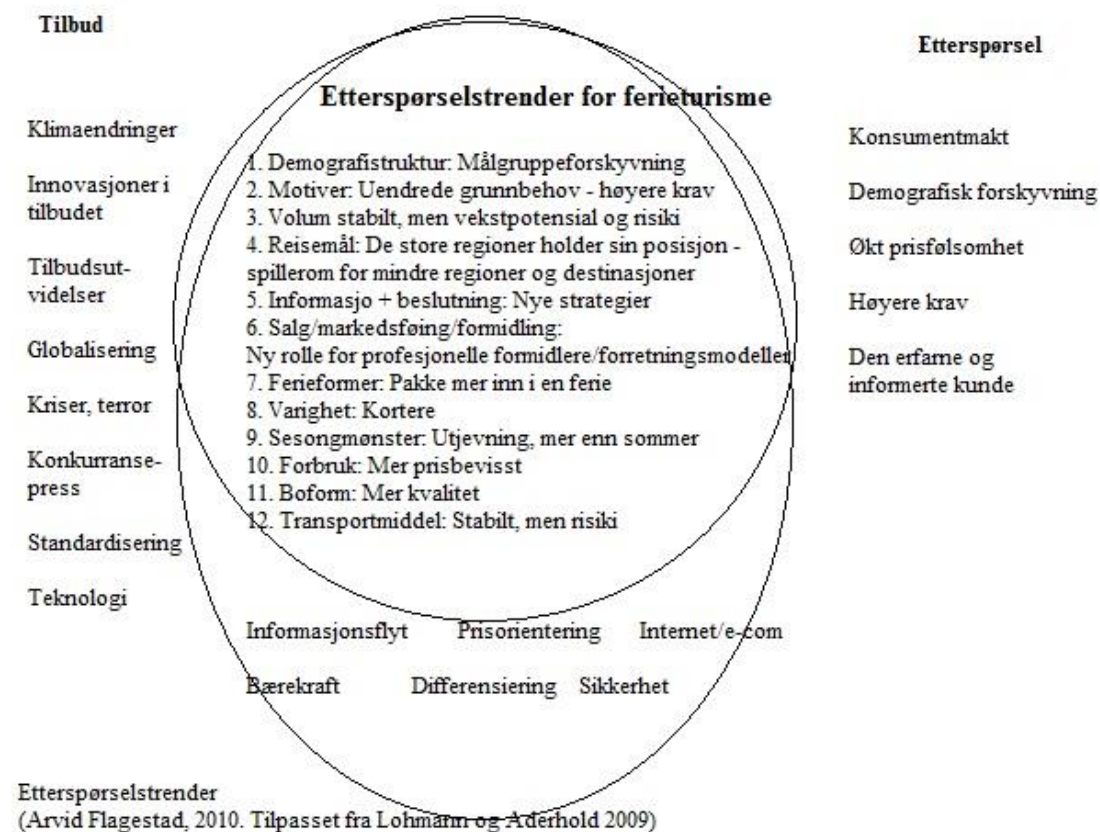 Tilbud
Etterspørsel
Etterspørselstrender for ferieturisme
Klimaendringer
Innovasjoner i
tilbudet
Tilbudsut-
videlser
Globalisering
Kriser, terror
Konkurranse-
press
Standardisering
Teknologi
1. Demografistruktur: Målgruppeforskyvning
2. Motiver: Uendrede grunnbehov - høyere krav
3. Volum stabilt, men vekstpotensial og risiki
4. Reisemål: De store regioner holder sin posisjon -
spillerom for mindre regioner og destinasjoner
5. Informasjo + beslutning: Nye strategier
6. Salg/markedsføing/formidling:
Ny rolle for profesjonelle formidlere/forretningsmodeller
7. Ferieformer: Pakke mer inn i en ferie
8. Varighet: Kortere
9. Sesongmønster: Utjevning, mer enn sommer
10. Forbruk: Mer prisbevisst
11. Boform: Mer kvalitet
12. Transportmiddel: Stabilt, men risiki
Konsumentmakt
Demografisk forskyvning
Økt prisfølsomhet
Høyere krav
Den erfarne og
informerte kunde
Informasjonsflyt Prisorientering Internet/e-com
Bærekraft Differensiering Sikkerhet
Etterspørselstrender
(Arvid Flagestad, 2010. Tilpasset fra Lohmann og Aderhold 2009)